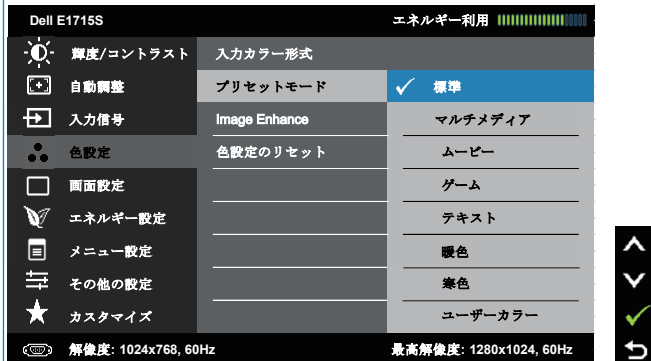 Dell E1715S エネルギー利用
輝度/コントラスト 入力カラー形式
自動調整 プリセットモード 標準
入力信号 Image Enhance マルチメディア
色設定 色設定のリセット ムービー
画面設定 ゲーム
エネルギー設定 テキスト
メニュー設定 暖色
その他の設定 寒色
カスタマイズ ユーザーカラー
解像度: 1024x768, 60Hz 最高解像度: 1280x1024, 60Hz